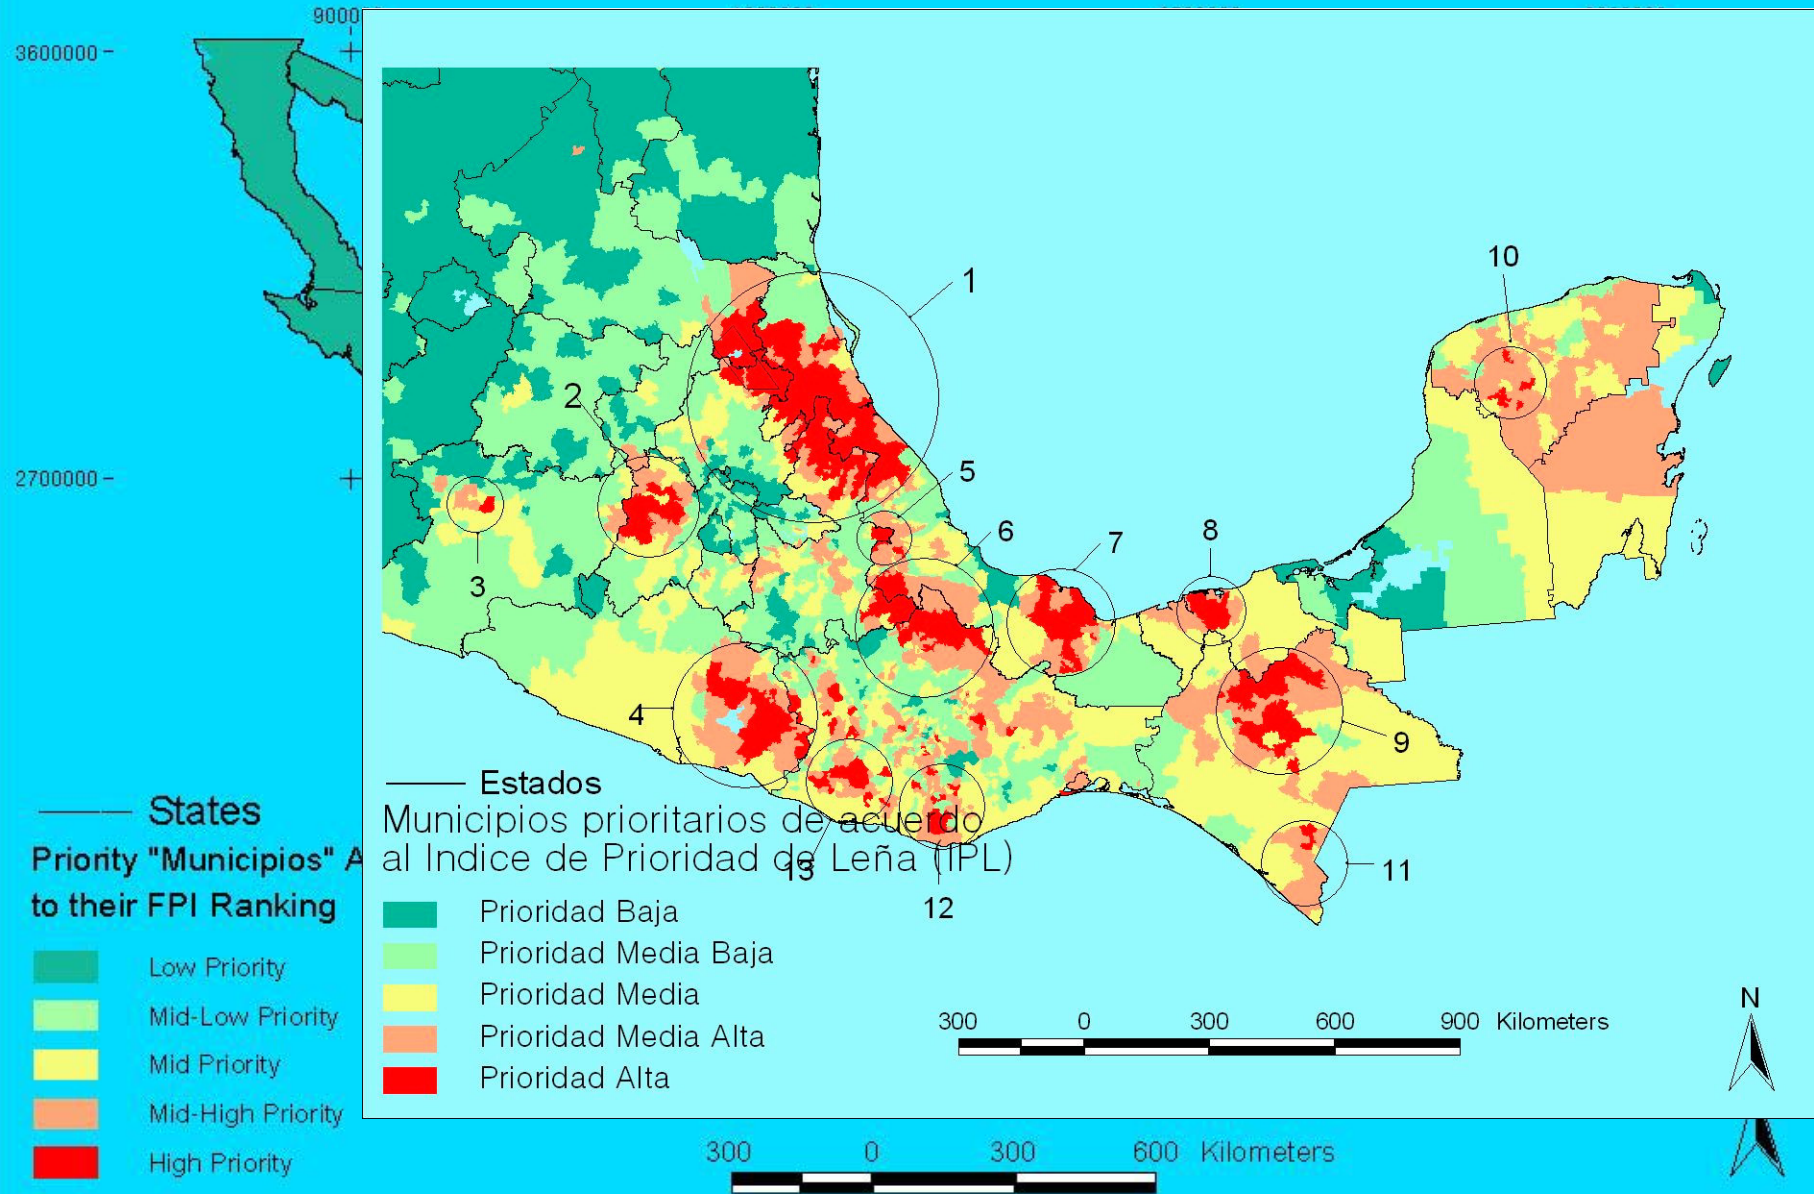 9000
3600000
2700000
States
Priority "Municipios" A
to their FPI Ranking
Low Priority
Mid-Low Priority
Mid Priority
Mid-High Priority
High Priority
1
2
3
4
5
6
7
8
9
10
11
12
13
Estados
Municipios prioritarios de acuerdo
al Indice de Prioridad de Leña (IPL)
Prioridad Baja
Prioridad Media Baja
Prioridad Media
Prioridad Media Alta
Prioridad Alta
300 0 300 600 900 Kilometers
N
300 0 300 600 Kilometers